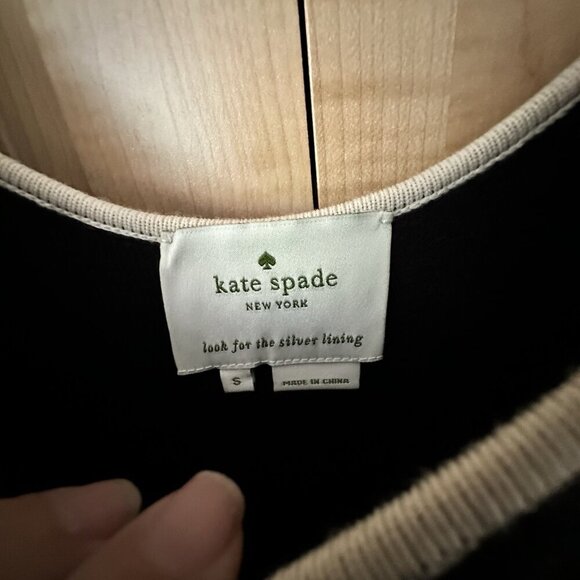 kate spade
NEW YORK
look for the silver lining
S
MADE IN CHINA